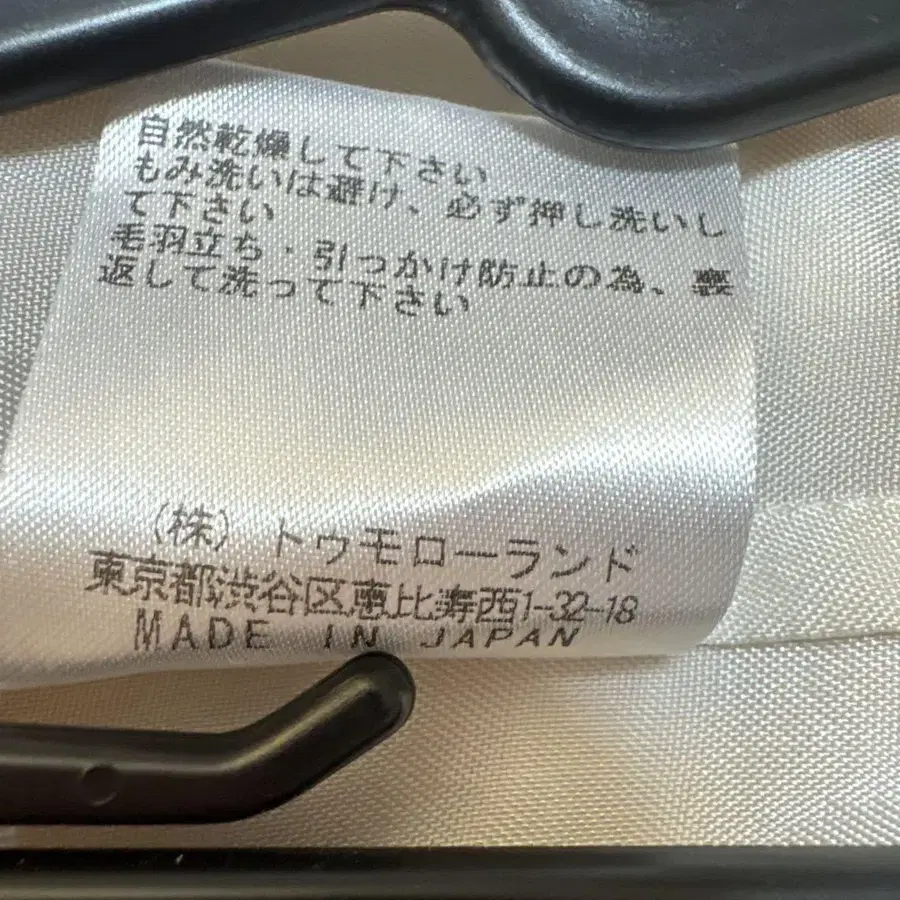 自然乾燥して下さい
もみ洗いは避け、必ず押し洗いし
て下さい
毛羽立ち・引っかけ防止の為、裏
返して洗って下さい
(株)トゥモローランド
東京都渋谷区恵比寿西1-32-18
MADE IN JAPAN